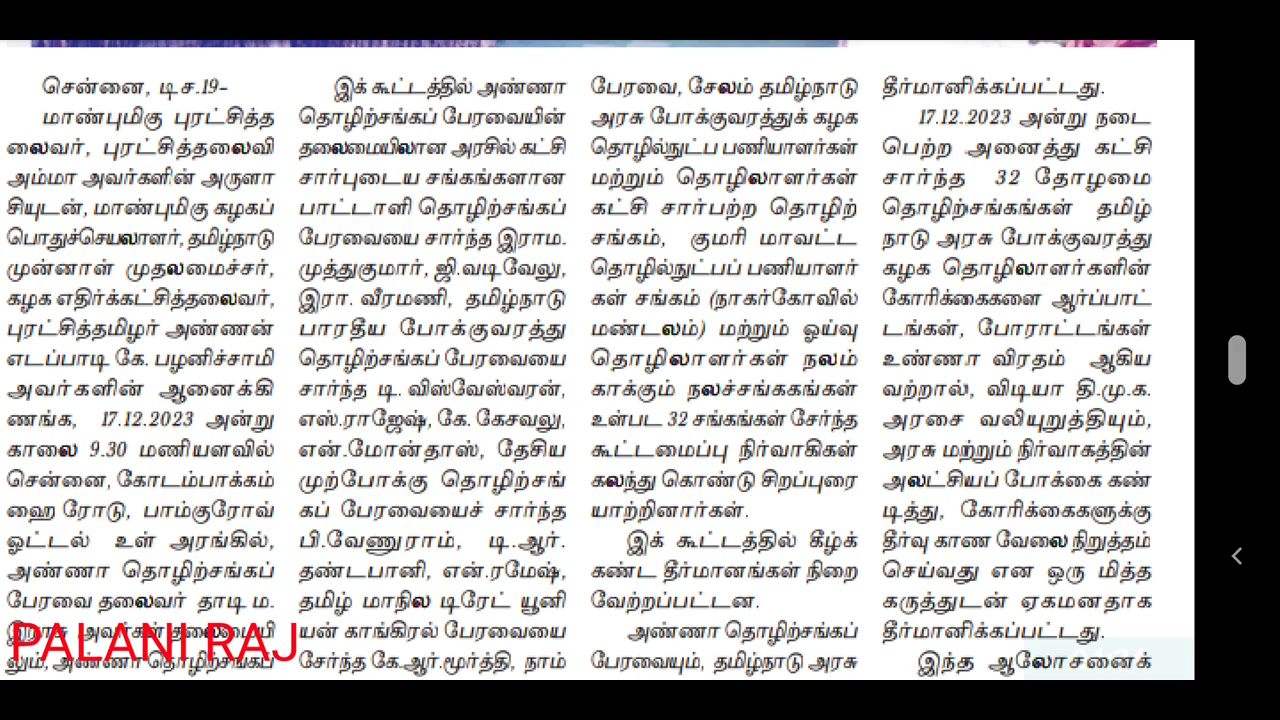 சென்னை, டிச.19–
மாண்புமிகு புரட்சித்த
லைவர், புரட்சித்தலைவி
அம்மா அவர்களின் அருளா
சியுடன், மாண்புமிகு கழகப்
பொதுச்செயலாளர், தமிழ்நாடு
முன்னாள் முதலமைச்சர்,
கழக எதிர்க்கட்சித்தலைவர்,
புரட்சித்தமிழர் அண்ணன்
எடப்பாடி கே. பழனிச்சாமி
அவர்களின் ஆனைக்கி
ணங்க, 17.12.2023 அன்று
காலை 9.30 மணியளவில்
சென்னை, கோடம்பாக்கம்
ஹை ரோடு, பாம்குரோவ்
ஓட்டல் உள் அரங்கில்,
அண்ணா தொழிற்சங்கப்
பேரவை தலைவர் தாடி ம.
இராசு அவர்கள் தலைமையி
லும், அண்ணா தொழிற்சங்கப்
இக் கூட்டத்தில் அண்ணா
தொழிற்சங்கப் பேரவையின்
தலைமையிலான அரசில் கட்சி
சார்புடைய சங்கங்களான
பாட்டாளி தொழிற்சங்கப்
பேரவையை சார்ந்த இராம.
முத்துகுமார், ஜி.வடிவேலு,
இரா. வீரமணி, தமிழ்நாடு
பாரதீய போக்குவரத்து
தொழிற்சங்கப் பேரவையை
சார்ந்த டி. விஸ்வேஸ்வரன்,
எஸ்.ராஜேஷ், கே. கேசவலு,
என்.மோன்தாஸ், தேசிய
முற்போக்கு தொழிற்சங்
கப் பேரவையைச் சார்ந்த
பி.வேணுராம், டி.ஆர்.
தண்டபானி, என்.ரமேஷ்,
தமிழ் மாநில டிரேட் யூனி
யன் காங்கிரல் பேரவையை
சேர்ந்த கே.ஆர்.மூர்த்தி, நாம்
பேரவை, சேலம் தமிழ்நாடு
அரசு போக்குவரத்துக் கழக
தொழில்நுட்ப பணியாளர்கள்
மற்றும் தொழிலாளர்கள்
கட்சி சார்பற்ற தொழிற்
சங்கம், குமரி மாவட்ட
தொழில்நுட்பப் பணியாளர்
கள் சங்கம் (நாகர்கோவில்
மண்டலம்) மற்றும் ஓய்வு
தொழிலாளர்கள் நலம்
காக்கும் நலச்சங்ககங்கள்
உள்பட 32 சங்கங்கள் சேர்ந்த
கூட்டமைப்பு நிர்வாகிகள்
கலந்து கொண்டு சிறப்புரை
யாற்றினார்கள்.
இக் கூட்டத்தில் கீழ்க்
கண்ட தீர்மானங்கள் நிறை
வேற்றப்பட்டன.
அண்ணா தொழிற்சங்கப்
பேரவையும், தமிழ்நாடு அரசு
தீர்மானிக்கப்பட்டது.
17.12.2023 அன்று நடை
பெற்ற அனைத்து கட்சி
சார்ந்த 32 தோழமை
தொழிற்சங்கங்கள் தமிழ்
நாடு அரசு போக்குவரத்து
கழக தொழிலாளர்களின்
கோரிக்கைகளை ஆர்ப்பாட்
டங்கள், போராட்டங்கள்
உண்ணா விரதம் ஆகிய
வற்றால், விடியா தி.மு.க.
அரசை வலியுறுத்தியும்,
அரசு மற்றும் நிர்வாகத்தின்
அலட்சியப் போக்கை கண்
டித்து, கோரிக்கைகளுக்கு
தீர்வு காண வேலை நிறுத்தம்
செய்வது என ஒரு மித்த
கருத்துடன் ஏகமனதாக
தீர்மானிக்கப்பட்டது.
இந்த ஆலோசனைக்
PALANI RAJ